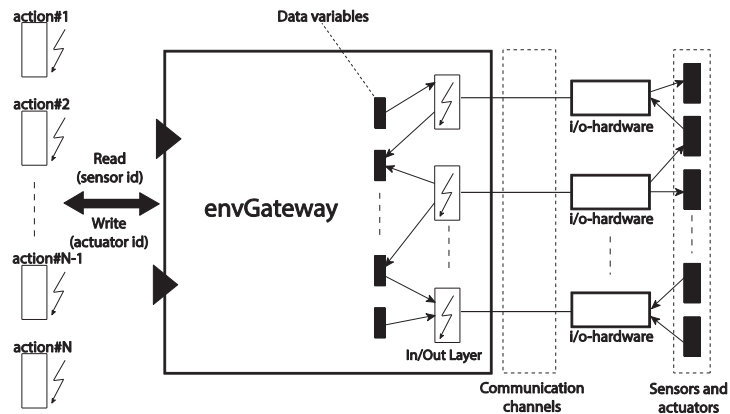 action#1
Data variables
action#2
i/o-hardware
Read
(sensor id)
envGateway
Write
(actuator id)
i/o-hardware
action#N-1
i/o-hardware
action#N
In/Out Layer
Communication
channels
Sensors and
actuators